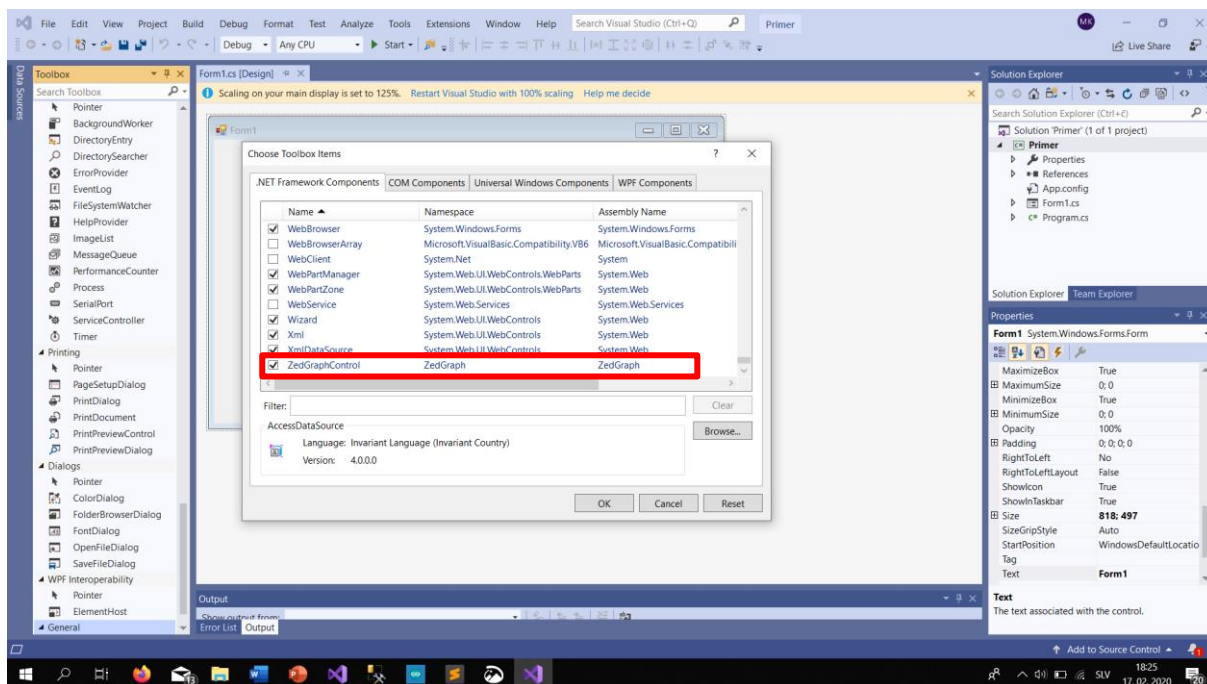 File Edit View Project Build Debug Format Test Analyze Tools Extensions Window Help Search Visual Studio (Ctrl+Q) Primer MK
Debug Any CPU Start Live Share
Data Sources
Toolbox
Search Toolbox
Pointer
BackgroundWorker
DirectoryEntry
DirectorySearcher
ErrorProvider
EventLog
FileSystemWatcher
HelpProvider
ImageList
MessageQueue
PerformanceCounter
Process
SerialPort
ServiceController
Timer
Printing
Pointer
PageSetupDialog
PrintDialog
PrintDocument
PrintPreviewControl
PrintPreviewDialog
Dialogs
Pointer
ColorDialog
FolderBrowserDialog
FontDialog
OpenFileDialog
SaveFileDialog
WPF Interoperability
Pointer
ElementHost
General
Form1.cs [Design]
Scaling on your main display is set to 125%. Restart Visual Studio with 100% scaling Help me decide
Form1
Choose Toolbox Items ?
.NET Framework Components COM Components Universal Windows Components WPF Components
Name Namespace Assembly Name
WebBrowser System.Windows.Forms System.Windows.Forms
WebBrowserArray Microsoft.VisualBasic.Compatibility.VB6 Microsoft.VisualBasic.Compatibili
WebClient System.Net System
WebPartManager System.Web.UI.WebControls.WebParts System.Web
WebPartZone System.Web.UI.WebControls.WebParts System.Web
WebService System.Web.Services System.Web.Services
Wizard System.Web.UI.WebControls System.Web
Xml System.Web.UI.WebControls System.Web
XmlDataSource System.Web.UI.WebControls System.Web
ZedGraphControl ZedGraph ZedGraph
Filter: Clear
AccessDataSource Browse...
Language: Invariant Language (Invariant Country)
Version: 4.0.0.0
OK Cancel Reset
Output
Show output from:
Error List Output
Solution Explorer
Search Solution Explorer (Ctrl+č)
Solution 'Primer' (1 of 1 project)
Primer
Properties
References
App.config
Form1.cs
Program.cs
Solution Explorer Team Explorer
Properties
Form1 System.Windows.Forms.Form
MaximizeBox True
MaximumSize 0; 0
MinimizeBox True
MinimumSize 0; 0
Opacity 100%
Padding 0; 0; 0; 0
RightToLeft No
RightToLeftLayout False
ShowIcon True
ShowInTaskbar True
Size 818; 497
SizeGripStyle Auto
StartPosition WindowsDefaultLocatio
Tag
Text Form1
Text
The text associated with the control.
Add to Source Control 1
13 SLV 18:25
17. 02. 2020 20